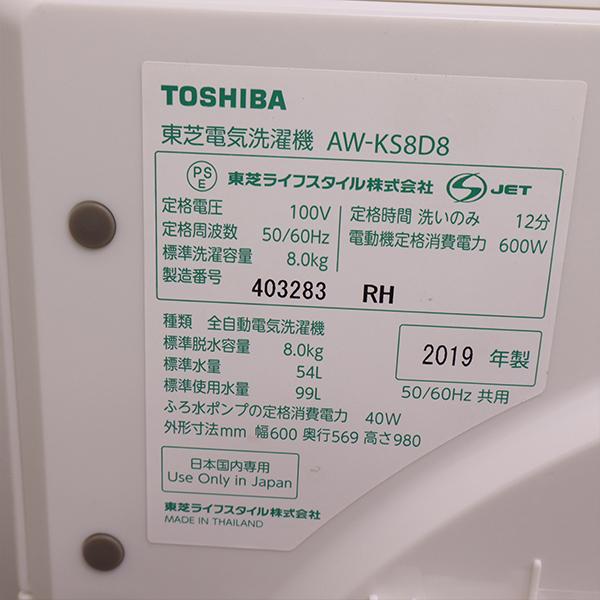 TOSHIBA
東芝電気洗濯機 AW-KS8D8
PS
E
東芝ライフスタイル株式会社 S JET
定格電圧 100V
定格周波数 50/60Hz
標準洗濯容量 8.0kg
製造番号 403283 RH
定格時間 洗いのみ 12分
電動機定格消費電力 600W
種類 全自動電気洗濯機
標準脱水容量 8.0kg
標準水量 54L
標準使用水量 99L
ふろ水ポンプの定格消費電力 40W
外形寸法mm 幅600 奥行569 高さ980
2019 年製
50/60Hz 共用
日本国内専用
Use Only in Japan
東芝ライフスタイル株式会社
MADE IN THAILAND